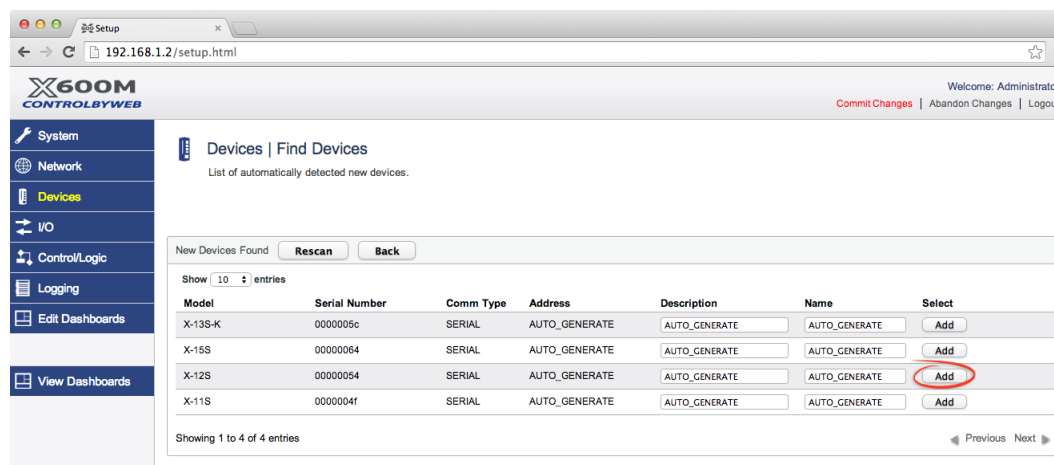 Setup
192.168.1.2/setup.html
X600M
CONTROLBYWEB
Welcome: Administrato
Commit Changes | Abandon Changes | Logou
System
Network
Devices
I/O
Control/Logic
Logging
Edit Dashboards
View Dashboards
Devices | Find Devices
List of automatically detected new devices.
New Devices Found Rescan Back
Show 10 entries
Model Serial Number Comm Type Address Description Name Select
X-13S-K 0000005c SERIAL AUTO_GENERATE AUTO_GENERATE AUTO_GENERATE Add
X-15S 00000064 SERIAL AUTO_GENERATE AUTO_GENERATE AUTO_GENERATE Add
X-12S 00000054 SERIAL AUTO_GENERATE AUTO_GENERATE AUTO_GENERATE Add
X-11S 0000004f SERIAL AUTO_GENERATE AUTO_GENERATE AUTO_GENERATE Add
Showing 1 to 4 of 4 entries
Previous Next